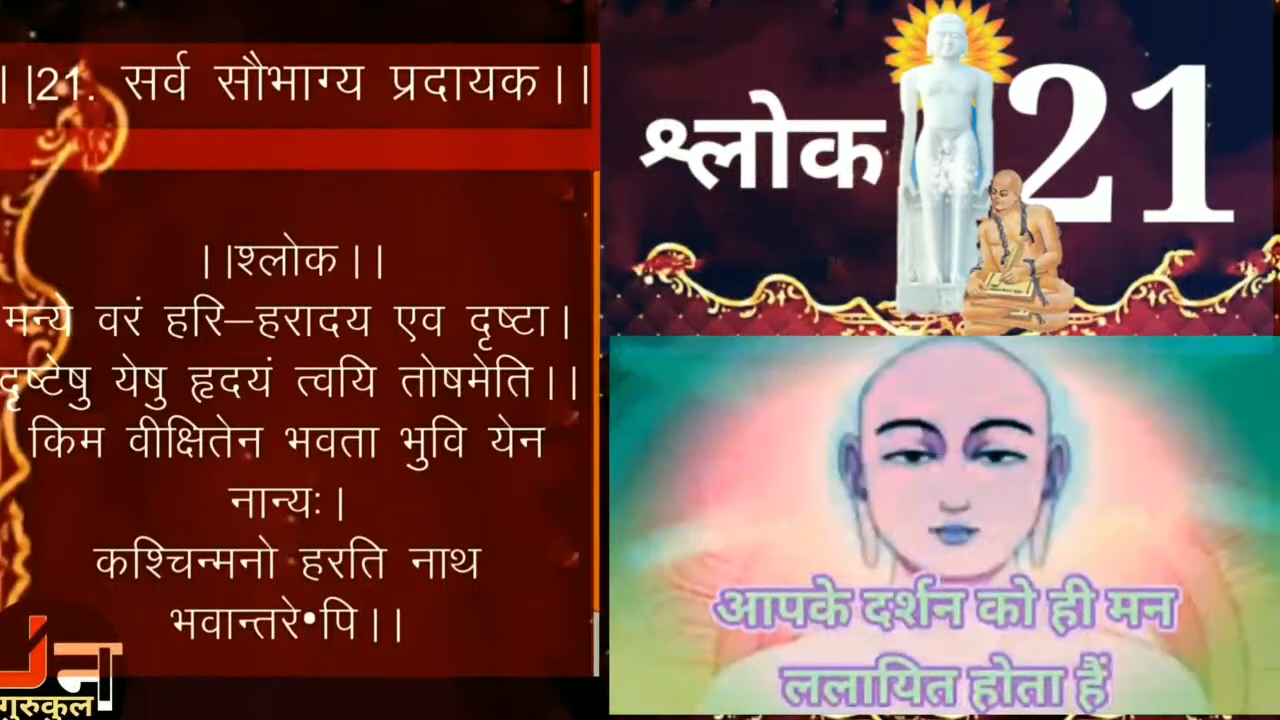 ||21. सर्व सौभाग्य प्रदायक||
||श्लोक||
मन्ये वरं हरि–हरादय एव दृष्टा|
दृष्टेषु येषु हृदयं त्वयि तोषमेति||
किम वीक्षितेन भवता भुवि येन
नान्यः|
कश्चिन्मनो हरति नाथ
भवान्तरे•पि||
जैन
गुरुकुल
श्लोक 21
आपके दर्शन को ही मन
ललायित होता हैं